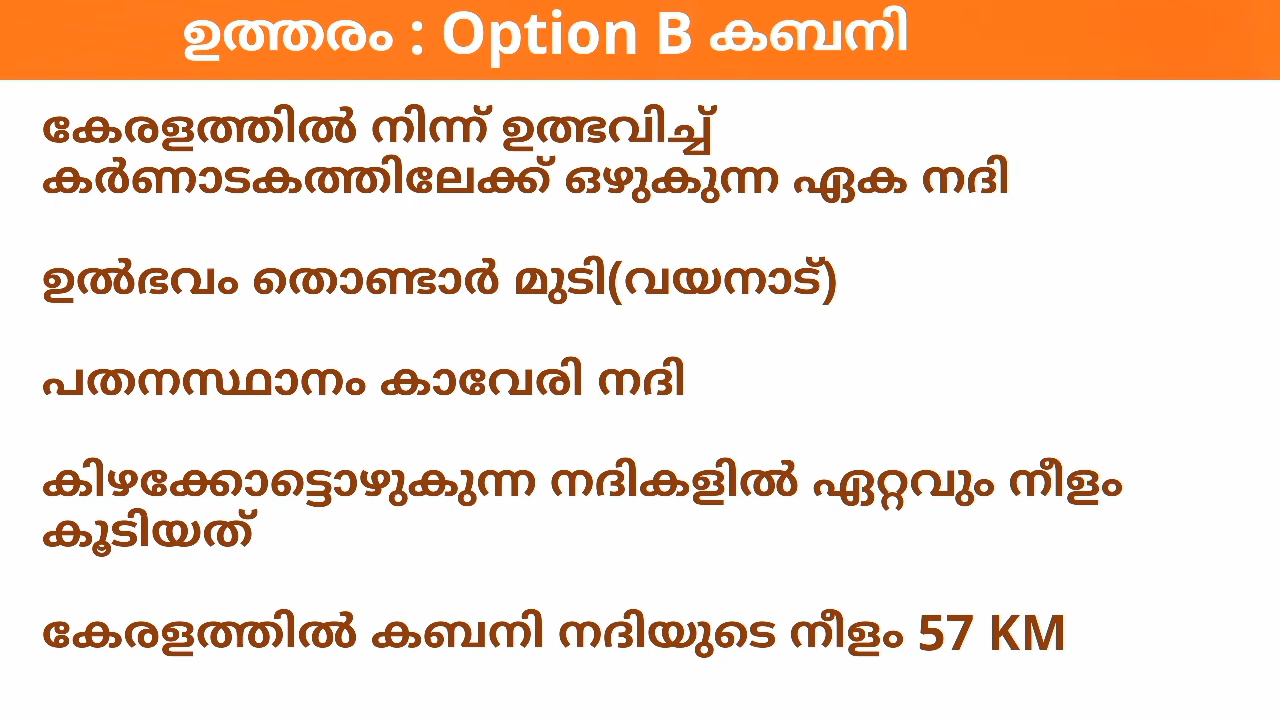 ഉത്തരം : Option B കബനി
കേരളത്തിൽ നിന്ന് ഉത്ഭവിച്ച്
കർണാടകത്തിലേക്ക് ഒഴുകുന്ന ഏക നദി
ഉൽഭവം തൊണ്ടാർ മുടി(വയനാട്)
പതനസ്ഥാനം കാവേരി നദി
കിഴക്കോട്ടൊഴുകുന്ന നദികളിൽ ഏറ്റവും നീളം
കൂടിയത്
കേരളത്തിൽ കബനി നദിയുടെ നീളം 57 KM